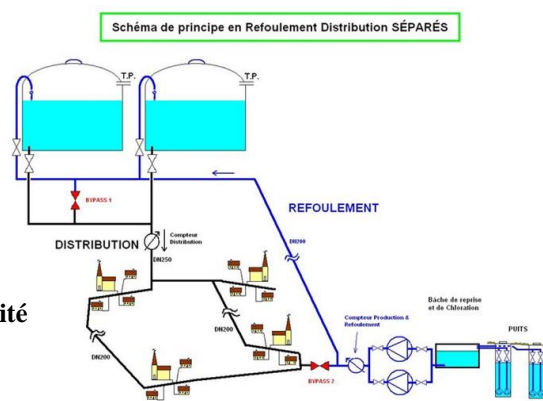 Schéma de principe en Refoulement Distribution SÉPARÉS
T.P.
T.P.
BYPASS 1
REFOULEMENT
DISTRIBUTION
Compteur
Distribution
DN250
DN200
ité
DN200
DN200
Compteur Production &
Refoulement
Bâche de reprise
et de Chloration
PUITS
BYPASS 2